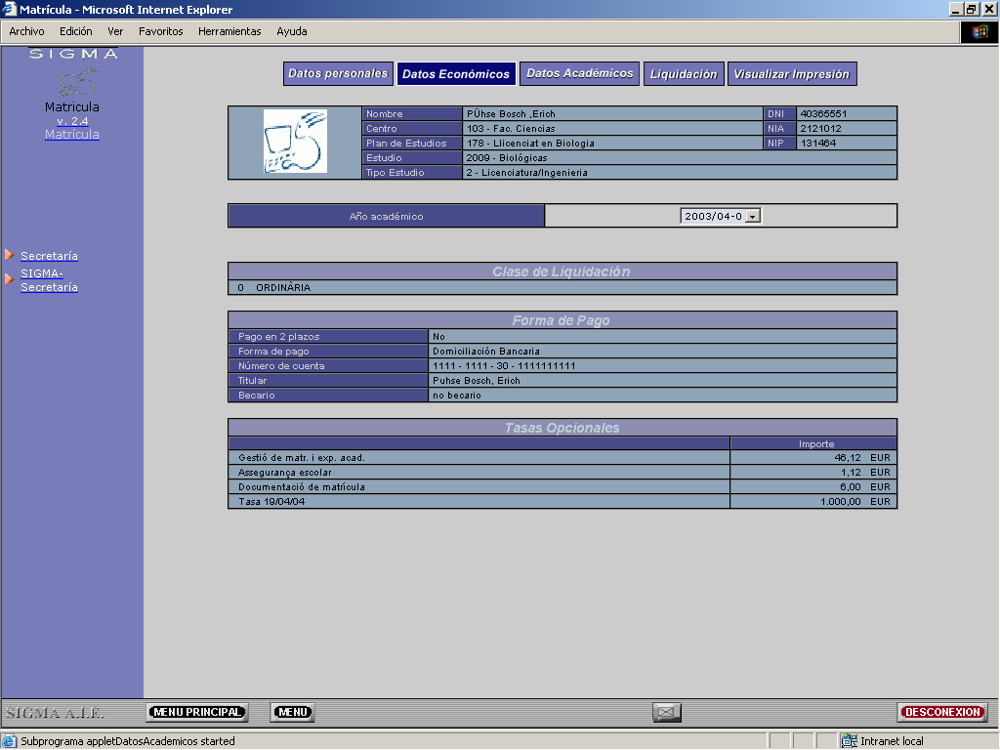 Matrícula - Microsoft Internet Explorer
Archivo Edición Ver Favoritos Herramientas Ayuda
SIGMA
Matricula
v. 2.4
Matrícula
Secretaría
SIGMA-
Secretaría
Datos personales Datos Económicos Datos Académicos Liquidación Visualizar Impresión
Nombre PÜhse Bosch ,Erich DNI 40365551
Centro 103 - Fac. Ciencias NIA 2121012
Plan de Estudios 178 - Llicenciat en Biologia NIP 131464
Estudio 2009 - Biológicas
Tipo Estudio 2 - Licenciatura/Ingenieria
Año académico 2003/04-0
Clase de Liquidación
0 ORDINÀRIA
Forma de Pago
Pago en 2 plazos No
Forma de pago Domiciliación Bancaria
Número de cuenta 1111 - 1111 - 30 - 1111111111
Titular Puhse Bosch, Erich
Becario no becario
Tasas Opcionales
Importe
Gestió de matr. i exp. acad. 46,12 EUR
Assegurança escolar 1,12 EUR
Documentació de matrícula 6,00 EUR
Tasa 19/04/04 1.000,00 EUR
SIGMA A.I.E. MENU PRINCIPAL MENU DESCONEXION
Subprograma appletDatosAcademicos started Intranet local